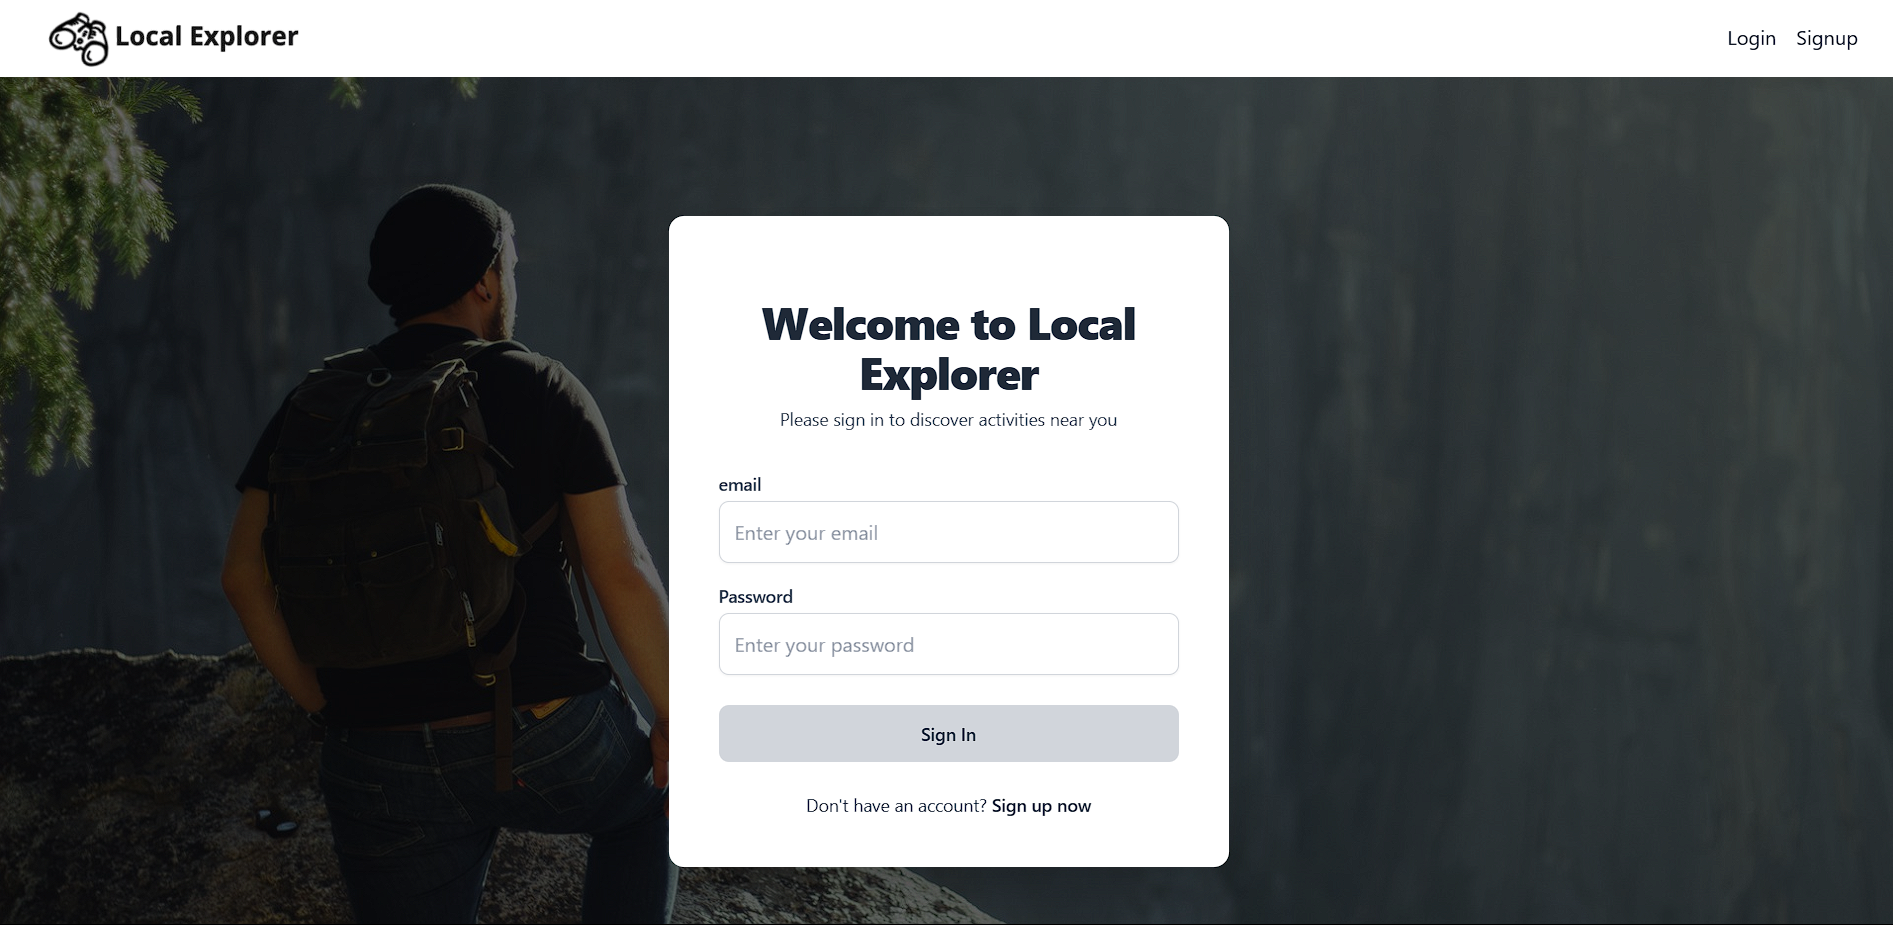 Local Explorer
Login Signup
Welcome to Local
Explorer
Please sign in to discover activities near you
email
Enter your email
Password
Enter your password
Sign In
Don't have an account? Sign up now